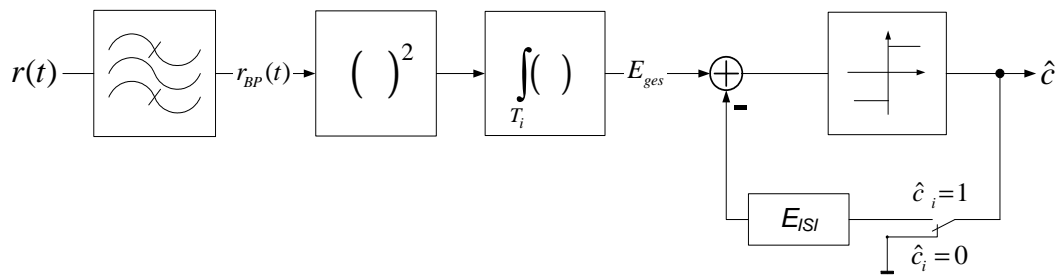 r(t)
r_BP(t)
( )²
∫( )
T_i
E_ges
-
ĉ
E_ISI
ĉ_i=1
ĉ_i=0